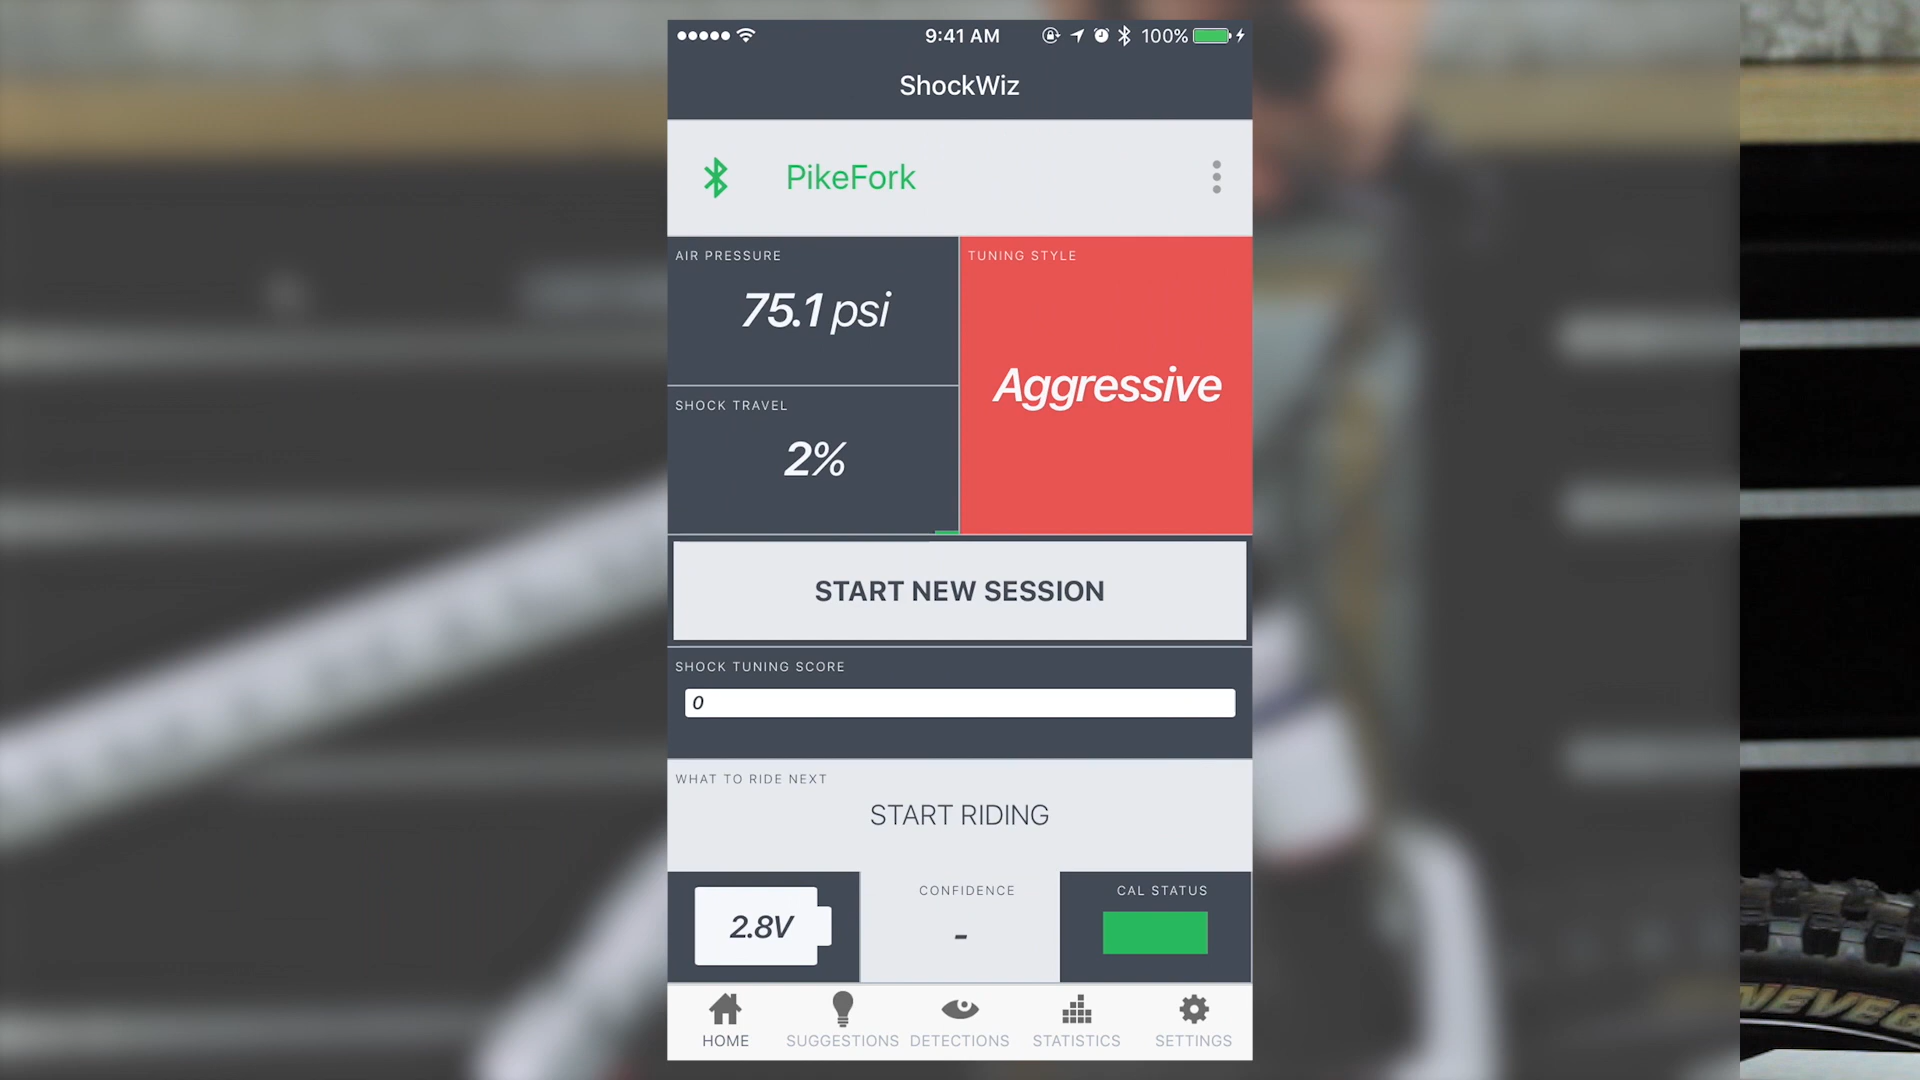 9:41 AM
100%
ShockWiz
PikeFork
AIR PRESSURE
75.1 psi
TUNING STYLE
Aggressive
SHOCK TRAVEL
2%
START NEW SESSION
SHOCK TUNING SCORE
0
WHAT TO RIDE NEXT
START RIDING
2.8V
CONFIDENCE
-
CAL STATUS
HOME
SUGGESTIONS
DETECTIONS
STATISTICS
SETTINGS
NEVEG